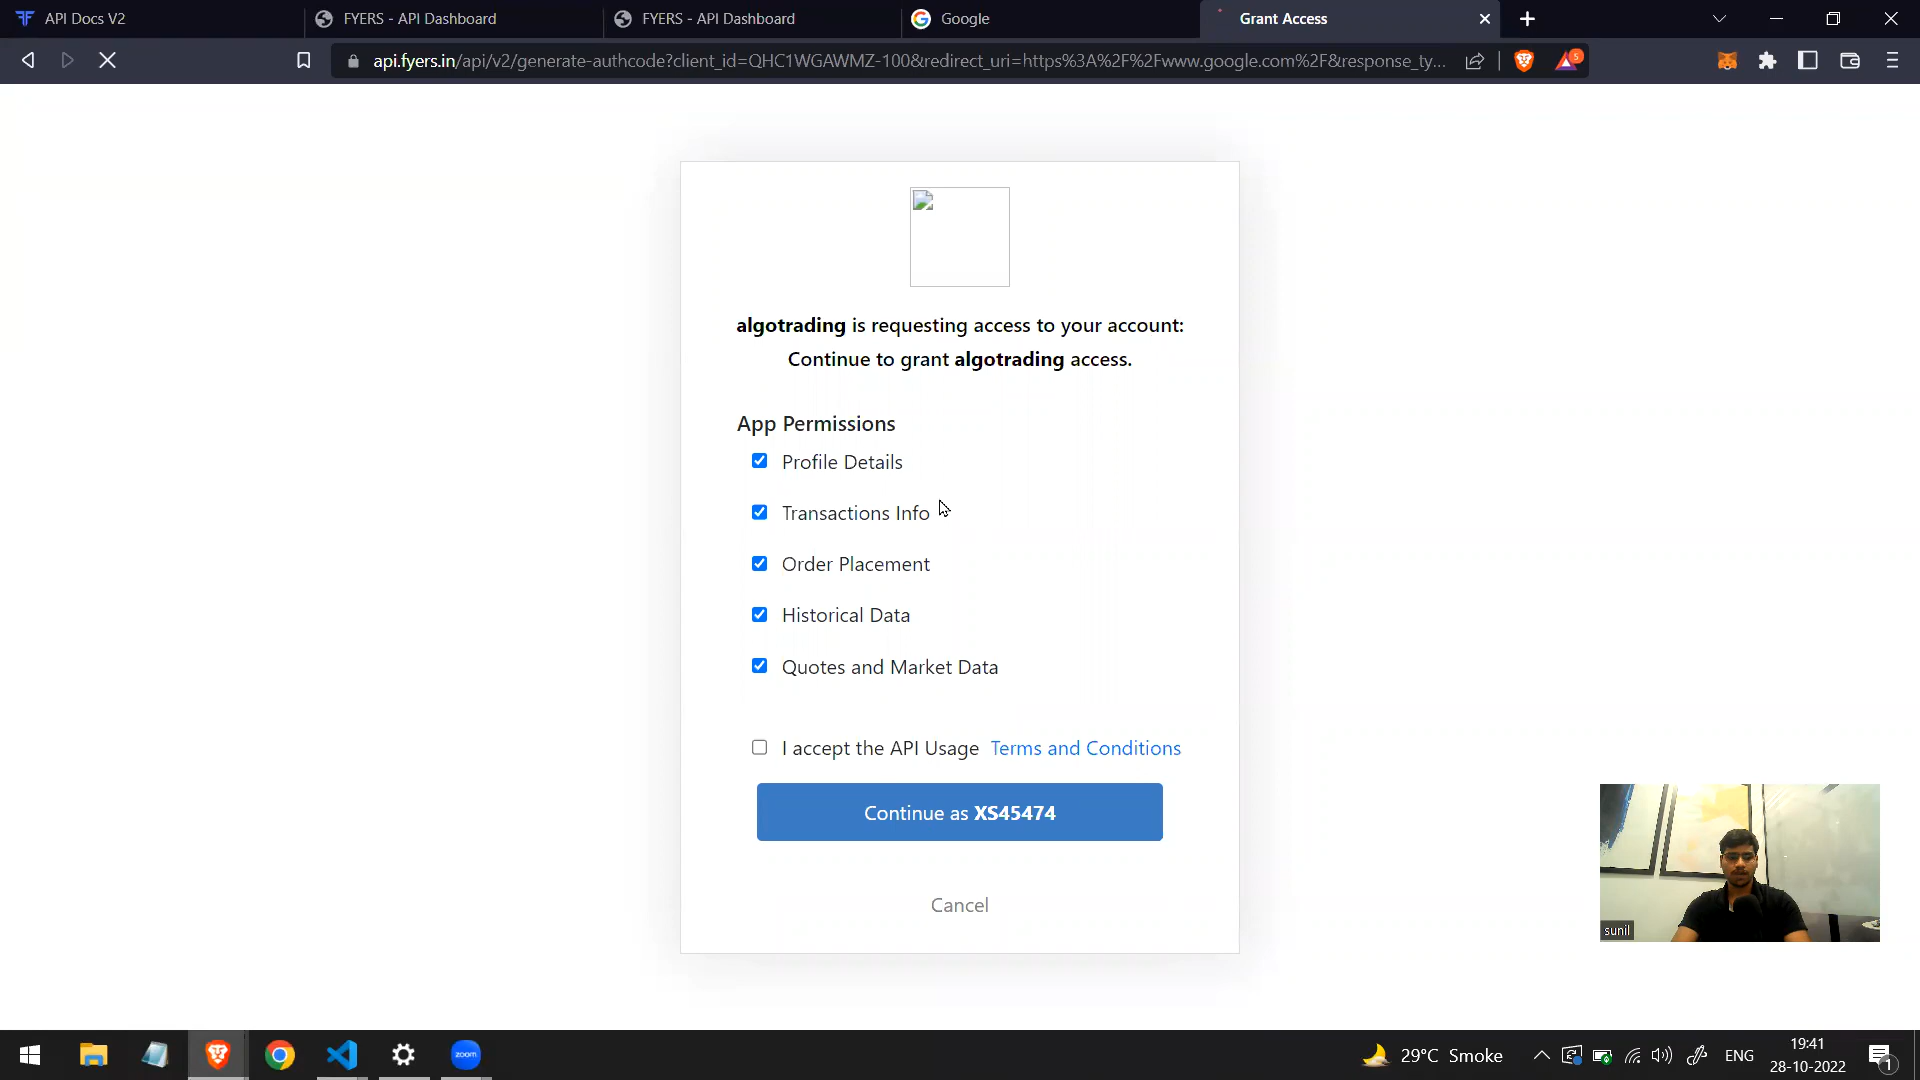 API Docs V2
FYERS - API Dashboard
FYERS - API Dashboard
Google
Grant Access
api.fyers.in/api/v2/generate-authcode?client_id=QHC1WGAWMZ-100&redirect_uri=https%3A%2F%2Fwww.google.com%2F&response_ty...
5
algotrading is requesting access to your account:
Continue to grant algotrading access.
App Permissions
Profile Details
Transactions Info
Order Placement
Historical Data
Quotes and Market Data
I accept the API Usage Terms and Conditions
Continue as XS45474
Cancel
sunil
zoom
29°C Smoke
ENG
19:41
28-10-2022
1